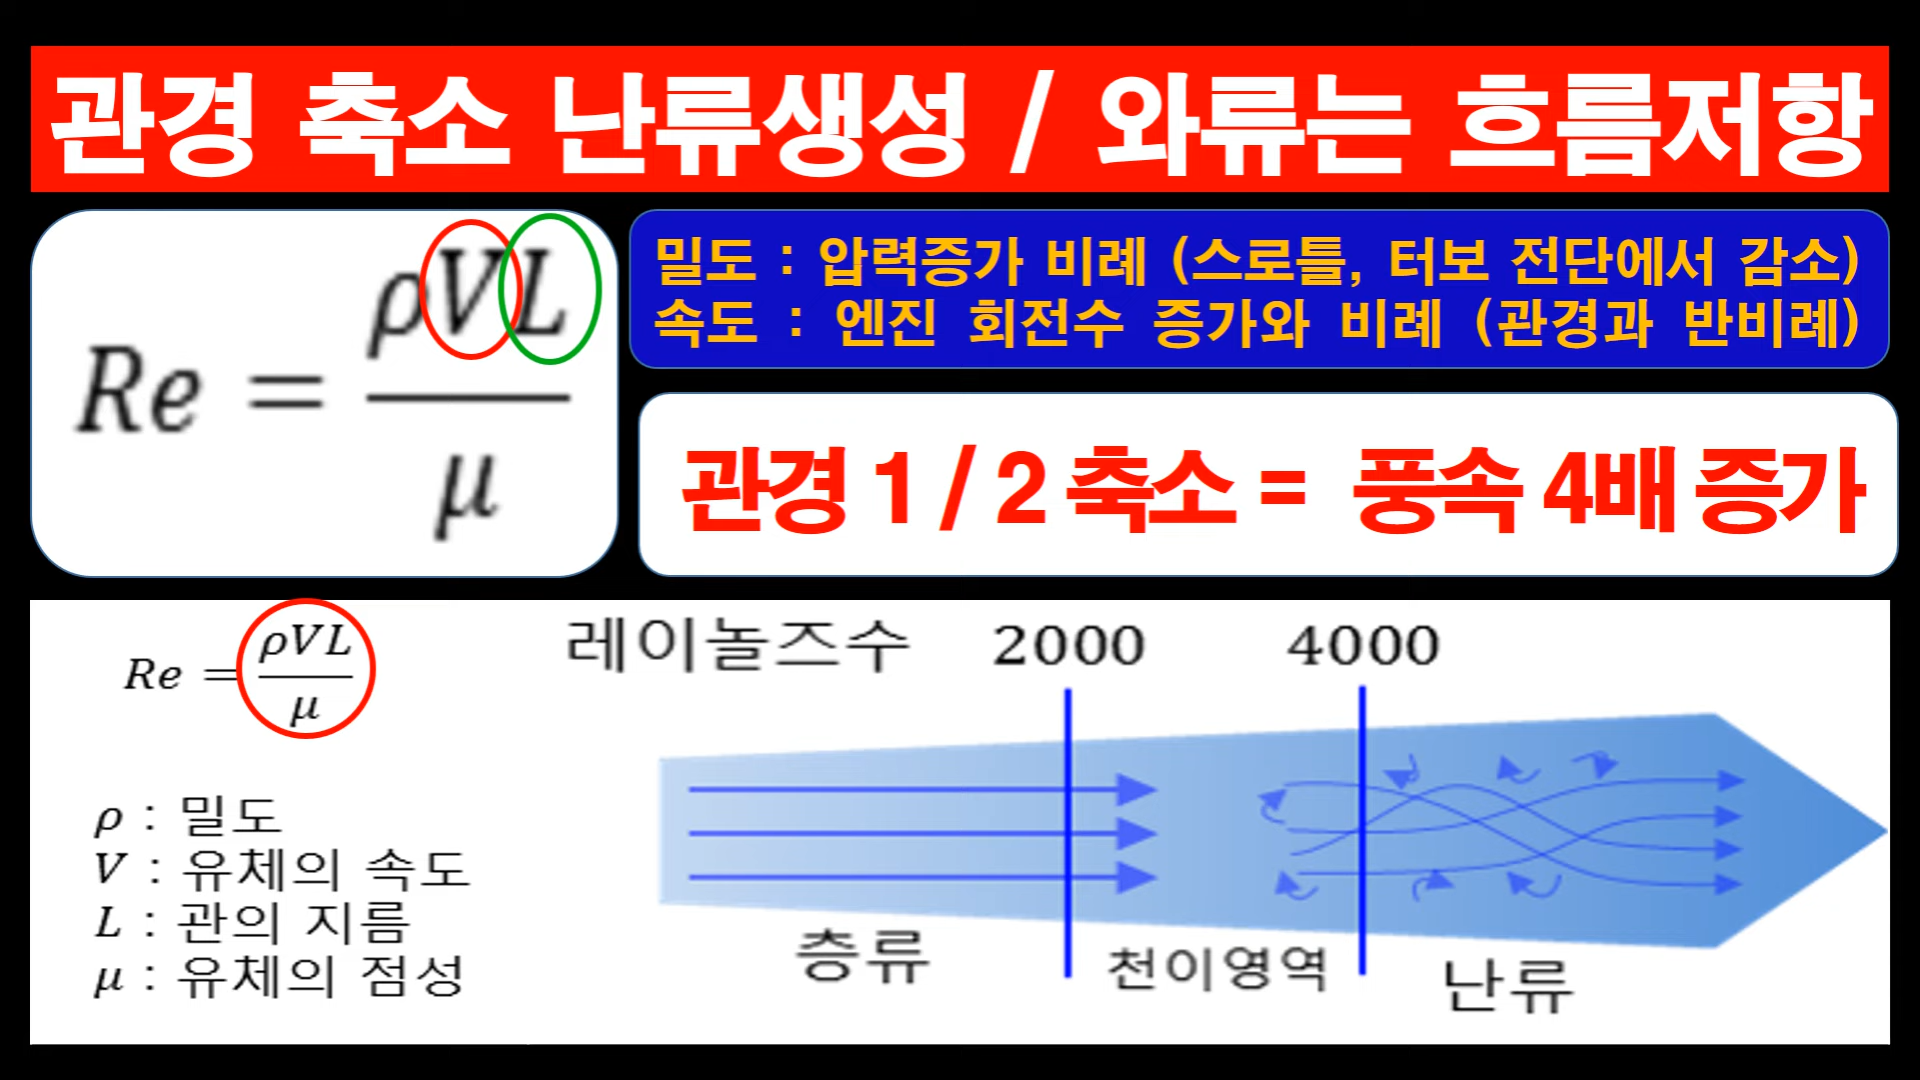 관경 축소 난류생성 / 와류는 흐름저항
Re = ρVL / μ
밀도 : 압력증가 비례 (스로틀, 터보 전단에서 감소)
속도 : 엔진 회전수 증가와 비례 (관경과 반비례)
관경 1 / 2 축소 = 풍속 4배 증가
Re = ρVL / μ
ρ : 밀도
V : 유체의 속도
L : 관의 지름
μ : 유체의 점성
레이놀즈수 2000 4000
층류 천이영역 난류